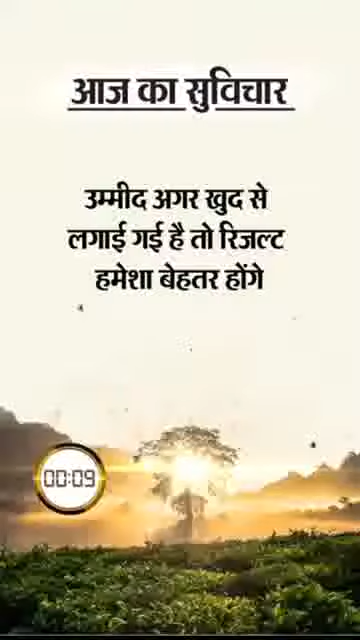 आज का सुविचार
उम्मीद अगर खुद से
लगाई गई है तो रिजल्ट
हमेशा बेहतर होंगे
00:09